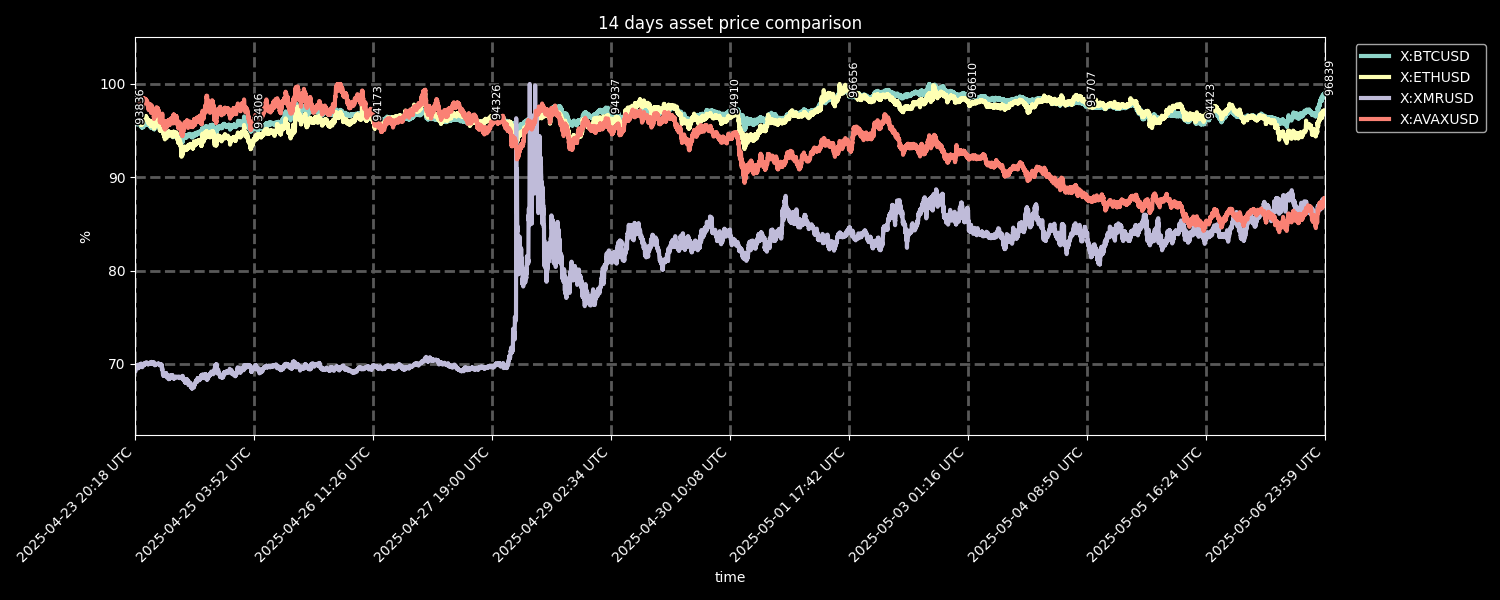 14 days asset price comparison
X:BTCUSD
X:ETHUSD
X:XMRUSD
X:AVAXUSD
100
90
80
70
%
93836
93406
94173
94326
94937
94910
96656
96610
95707
94423
96839
2025-04-23 20:18 UTC
2025-04-25 03:52 UTC
2025-04-26 11:26 UTC
2025-04-27 19:00 UTC
2025-04-29 02:34 UTC
2025-04-30 10:08 UTC
2025-05-01 17:42 UTC
2025-05-03 01:16 UTC
2025-05-04 08:50 UTC
2025-05-05 16:24 UTC
2025-05-06 23:59 UTC
time